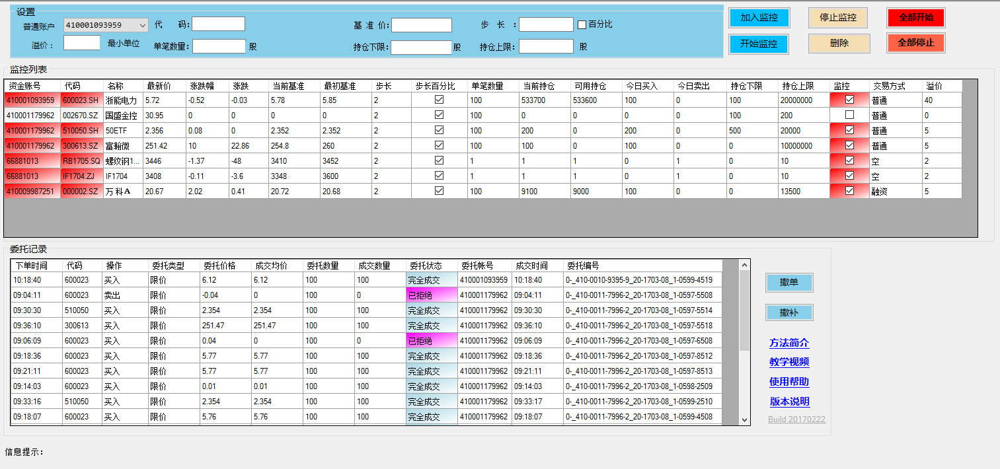 设置
普通账户 410001093959 代 码: 基 准 价: 步 长 : 百分比 加入监控 停止监控 全部开始
溢价: 最小单位 单笔数量: 股 持仓下限: 股 持仓上限: 股 开始监控 删除 全部停止
监控列表
资金账号 代码 名称 最新价 涨跌幅 涨跌 当前基准 最初基准 步长 步长百分比 单笔数量 当前持仓 可用持仓 今日买入 今日卖出 持仓下限 持仓上限 监控 交易方式 溢价
410001093959 600023.SH 浙能电力 5.72 -0.52 -0.03 5.78 5.85 2 100 533700 533600 100 0 100 20000000 普通 40
410001179962 002670.SZ 国盛金控 30.95 0 0 0 0 2 100 0 0 0 0 100 200 普通 0
410001179962 510050.SH 50ETF 2.356 0.08 0 2.352 2.352 2 100 200 0 200 0 500 20000 普通 5
410001179962 300613.SZ 富瀚微 251.42 10 22.86 254.8 260 2 100 100 0 100 0 0 10000000 普通 5
66881013 RB1705.SQ 螺纹钢1... 3446 -1.37 -48 3410 3452 2 1 1 1 0 1 0 10 空 2
66881013 IF1704.ZJ IF1704 3408 -0.11 -3.6 3348 3600 2 1 1 1 0 1 0 10 空 2
410009987251 000002.SZ 万 科Ａ 20.67 2.02 0.41 20.72 20.68 2 100 9100 9000 100 0 0 13500 融资 5
委托记录
下单时间 代码 操作 委托类型 委托价格 成交均价 委托数量 成交数量 委托状态 委托帐号 成交时间 委托编号
10:18:40 600023 买入 限价 6.12 6.12 100 100 完全成交 410001093959 10:18:40 0-_410-0010-9395-9_20-1703-08_1-0599-4519
09:04:11 600023 卖出 限价 -0.04 0 100 0 已拒绝 410001179962 09:04:11 0-_410-0011-7996-2_20-1703-08_1-0597-5508
09:30:30 510050 买入 限价 2.354 2.354 100 100 完全成交 410001179962 09:30:30 0-_410-0011-7996-2_20-1703-08_1-0597-5514
09:36:10 300613 买入 限价 251.47 251.47 100 100 完全成交 410001179962 09:36:10 0-_410-0011-7996-2_20-1703-08_1-0597-5518
09:06:09 600023 买入 限价 0.04 0 100 0 已拒绝 410001179962 09:06:09 0-_410-0011-7996-2_20-1703-08_1-0597-6508
09:18:36 600023 买入 限价 5.77 5.77 100 100 完全成交 410001179962 09:18:36 0-_410-0011-7996-2_20-1703-08_1-0597-8512
09:21:11 600023 买入 限价 5.77 5.77 100 100 完全成交 410001179962 09:21:11 0-_410-0011-7996-2_20-1703-08_1-0597-8513
09:14:03 600023 买入 限价 0.01 0.01 100 100 完全成交 410001179962 09:14:03 0-_410-0011-7996-2_20-1703-08_1-0598-2509
09:33:16 510050 买入 限价 2.354 2.354 100 100 完全成交 410001179962 09:33:17 0-_410-0011-7996-2_20-1703-08_1-0599-2510
09:18:07 600023 买入 限价 5.76 5.76 100 100 完全成交 410001179962 09:18:07 0-_410-0011-7996-2_20-1703-08_1-0599-4508
撤单
撤补
方法简介
教学视频
使用帮助
版本说明
Build 20170222
信息提示: